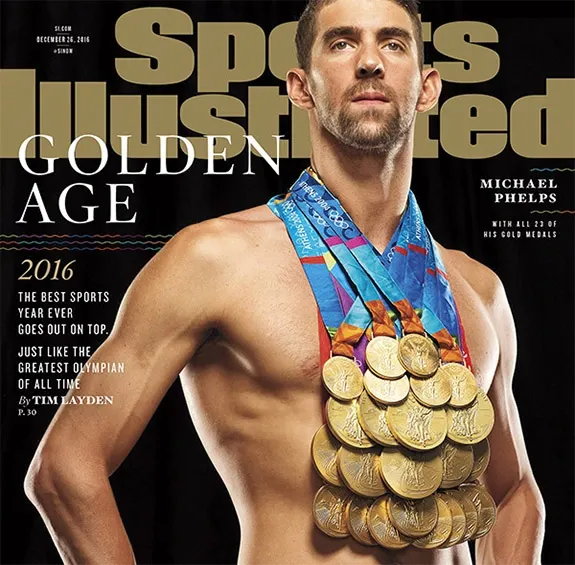 SI.COM
DECEMBER 26, 2016
#SINOW
Sports
Illustrated
GOLDEN
AGE
MICHAEL
PHELPS
WITH ALL 23 OF
HIS GOLD MEDALS
2016
THE BEST SPORTS
YEAR EVER
GOES OUT ON TOP.
JUST LIKE THE
GREATEST OLYMPIAN
OF ALL TIME
By TIM LAYDEN
P. 30
ATHENS 2004